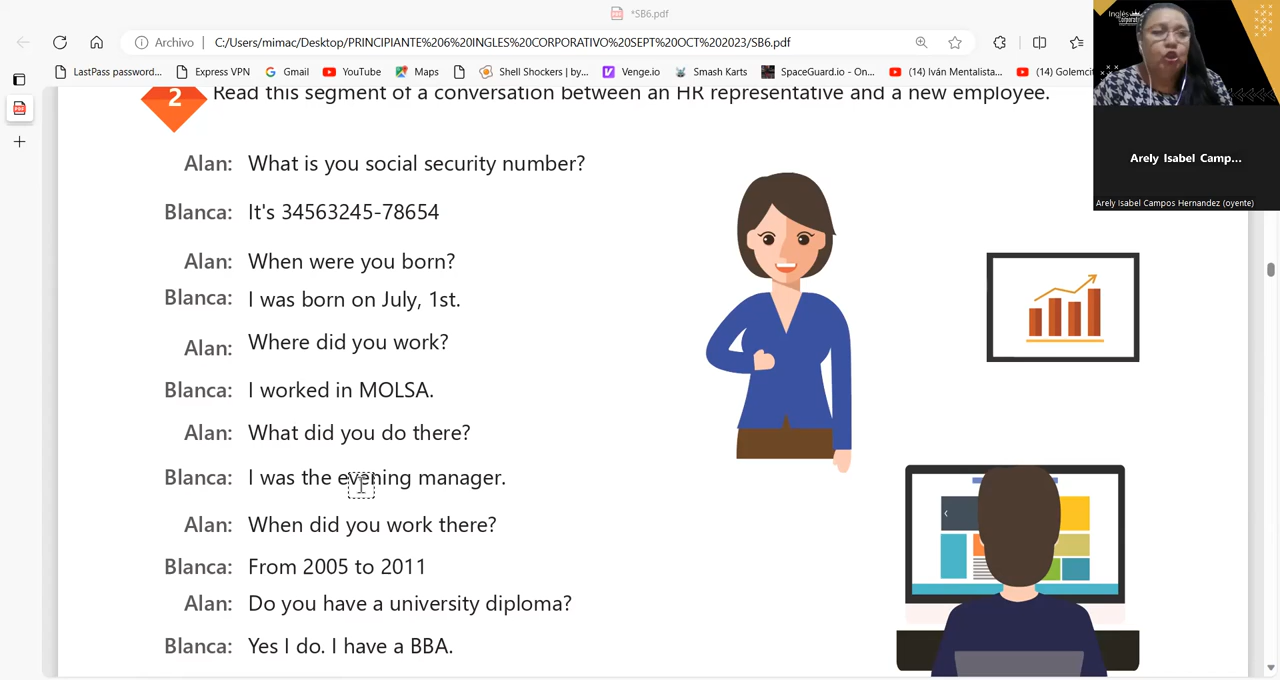 *SB6.pdf
Archivo
C:/Users/mimac/Desktop/PRINCIPIANTE%206%20INGLES%20CORPORATIVO%20SEPT%20OCT%202023/SB6.pdf
LastPass password...
Express VPN
Gmail
YouTube
Maps
Shell Shockers | by...
Venge.io
Smash Karts
SpaceGuard.io - On...
(14) Iván Mentalista...
(14) Golemcit
Inglés
Corporat
Arely Isabel Camp...
Arely Isabel Campos Hernandez (oyente)
2
Read this segment of a conversation between an HR representative and a new employee.
Alan: What is you social security number?
Blanca: It's 34563245-78654
Alan: When were you born?
Blanca: I was born on July, 1st.
Alan: Where did you work?
Blanca: I worked in MOLSA.
Alan: What did you do there?
Blanca: I was the evening manager.
Alan: When did you work there?
Blanca: From 2005 to 2011
Alan: Do you have a university diploma?
Blanca: Yes I do. I have a BBA.